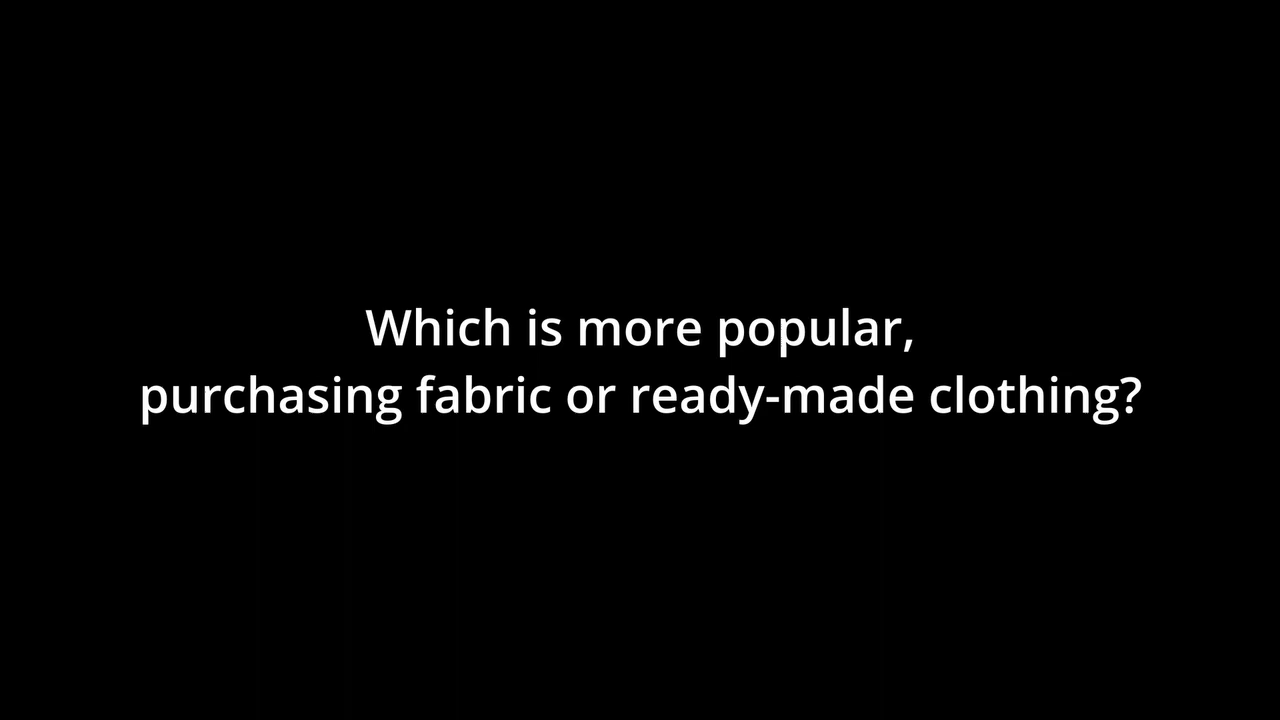 Which is more popular,
purchasing fabric or ready-made clothing?